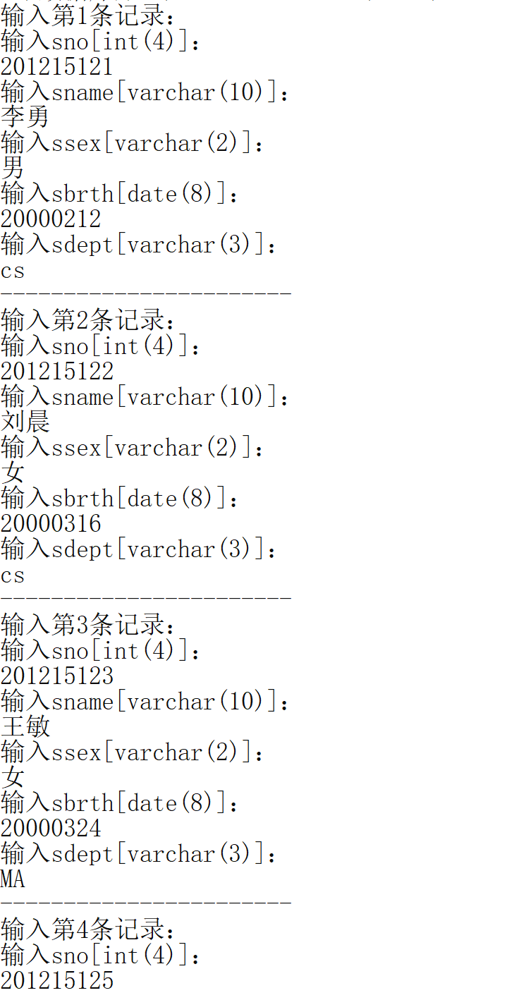 输入第1条记录：
输入sno[int(4)]：
201215121
输入sname[varchar(10)]：
李勇
输入ssex[varchar(2)]：
男
输入sbrth[date(8)]：
20000212
输入sdept[varchar(3)]：
cs
-----------------------
输入第2条记录：
输入sno[int(4)]：
201215122
输入sname[varchar(10)]：
刘晨
输入ssex[varchar(2)]：
女
输入sbrth[date(8)]：
20000316
输入sdept[varchar(3)]：
cs
-----------------------
输入第3条记录：
输入sno[int(4)]：
201215123
输入sname[varchar(10)]：
王敏
输入ssex[varchar(2)]：
女
输入sbrth[date(8)]：
20000324
输入sdept[varchar(3)]：
MA
-----------------------
输入第4条记录：
输入sno[int(4)]：
201215125